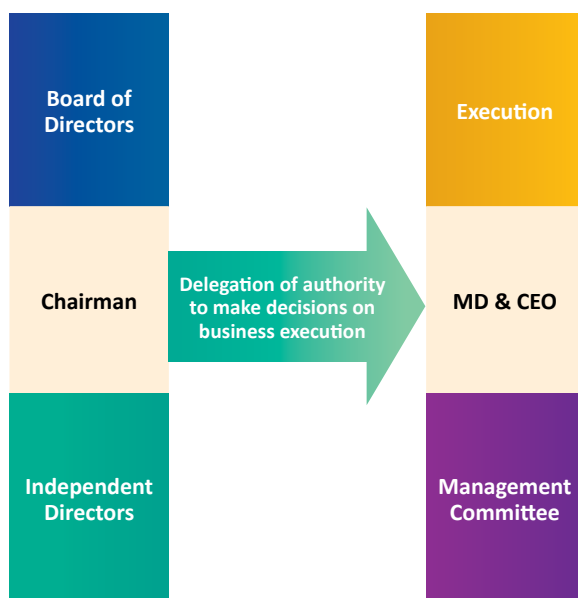 Board of
Directors
Execution
Chairman
Delegation of authority
to make decisions on
business execution
MD & CEO
Independent
Directors
Management
Committee